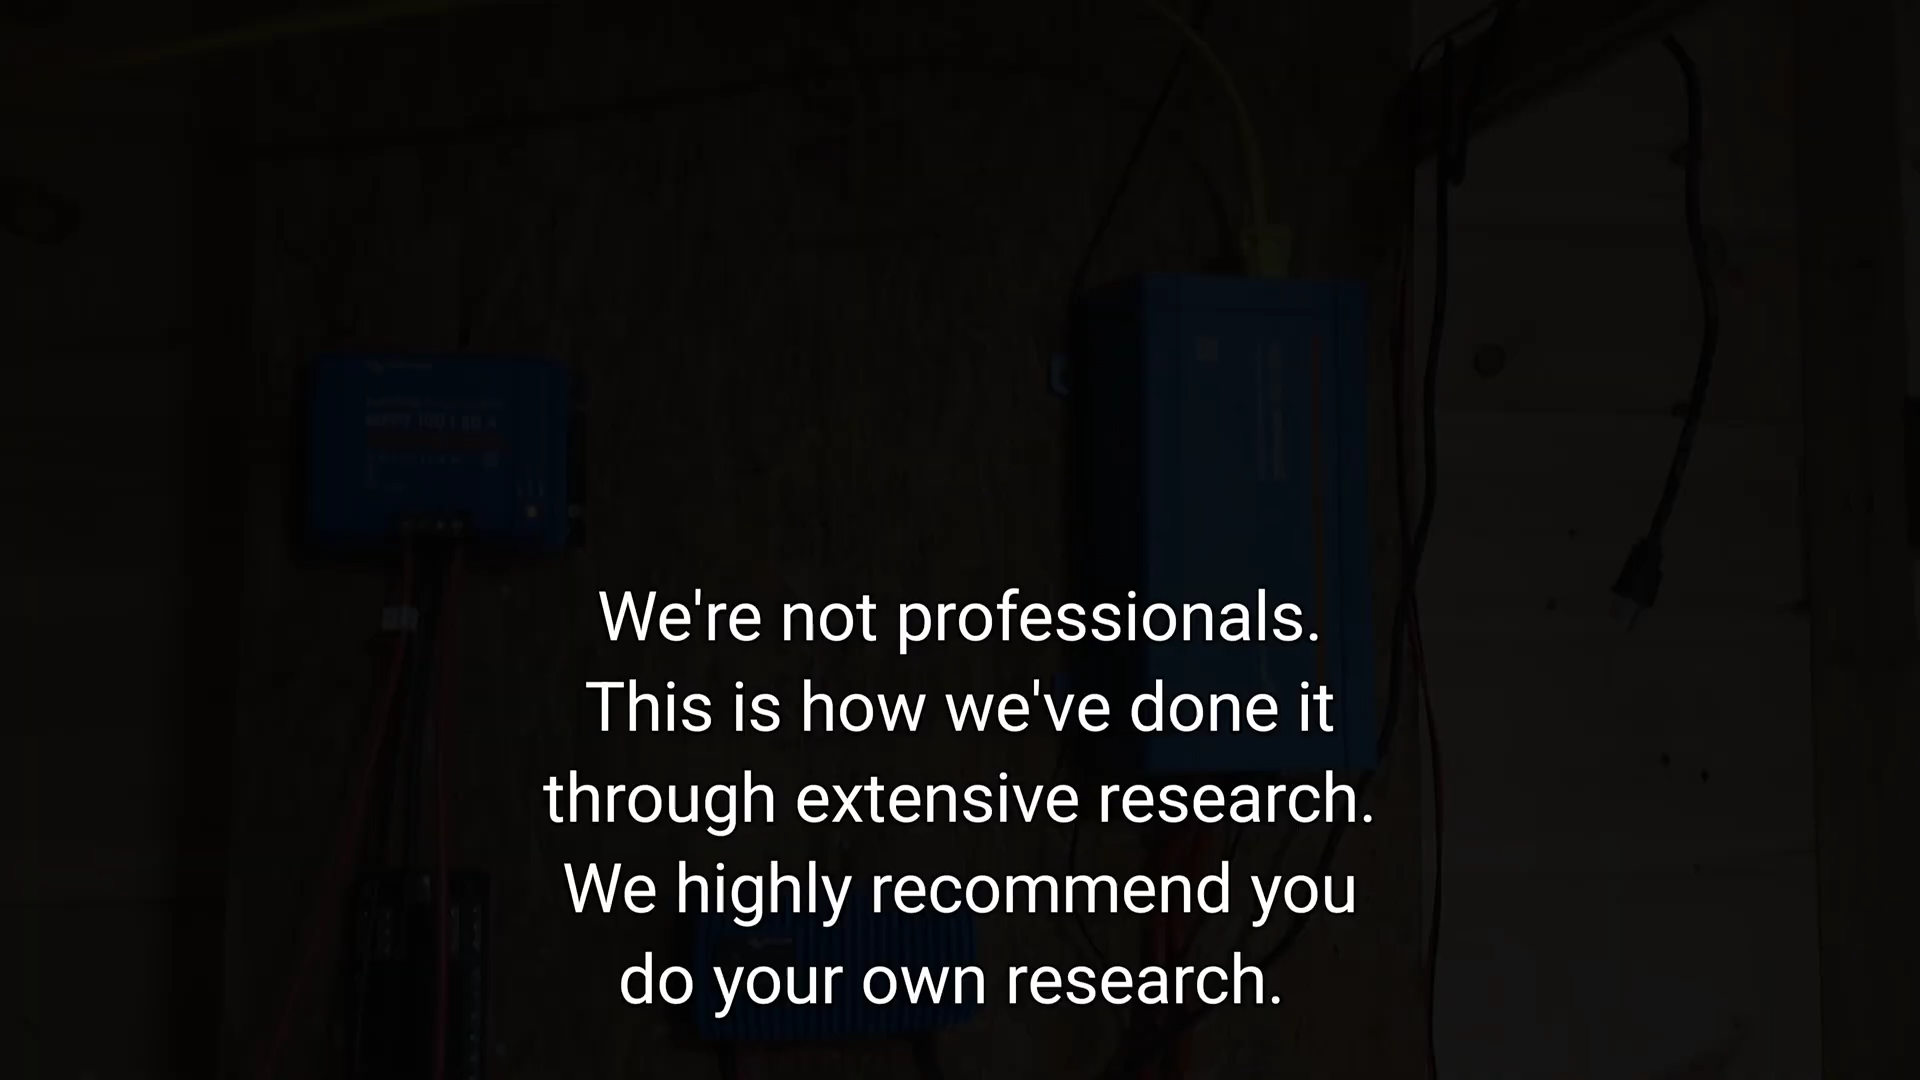 We're not professionals.
This is how we've done it
through extensive research.
We highly recommend you
do your own research.